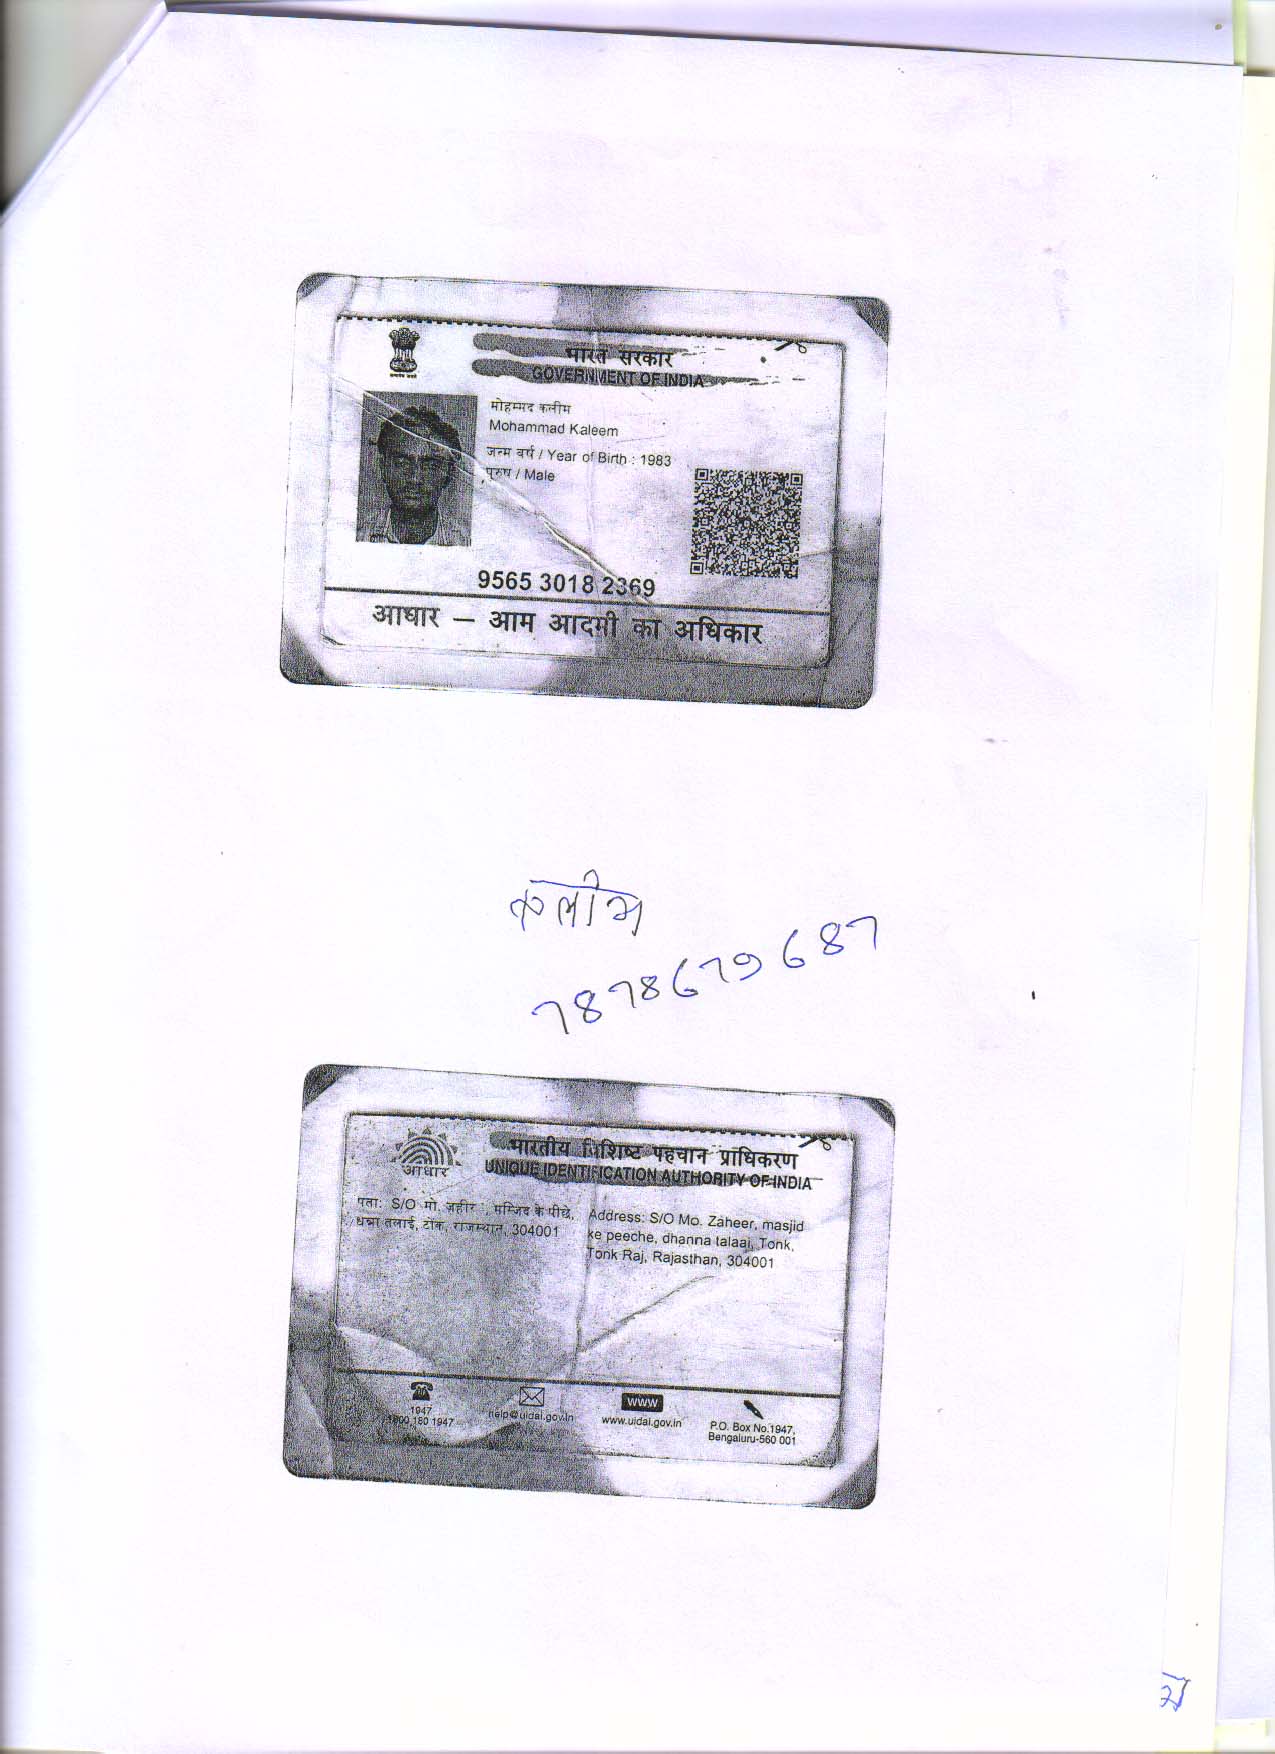 भारत सरकार
GOVERNMENT OF INDIA
मोहम्मद कलीम
Mohammad Kaleem
जन्म वर्ष / Year of Birth : 1983
पुरुष / Male
9565 3018 2369
आधार – आम आदमी का अधिकार
कलीम
7878679687
भारतीय विशिष्ट पहचान प्राधिकरण
UNIQUE IDENTIFICATION AUTHORITY OF INDIA
आधार
पता: S/O मो. ज़हीर, मस्जिद के पीछे,
धन्ना तलाई, टोंक, राजस्थान, 304001
Address: S/O Mo. Zaheer, masjid
ke peeche, dhanna talaai, Tonk,
Tonk Raj, Rajasthan, 304001
1947
1800 180 1947
help@uidai.gov.in
www
www.uidai.gov.in
P.O. Box No.1947,
Bengaluru-560 001